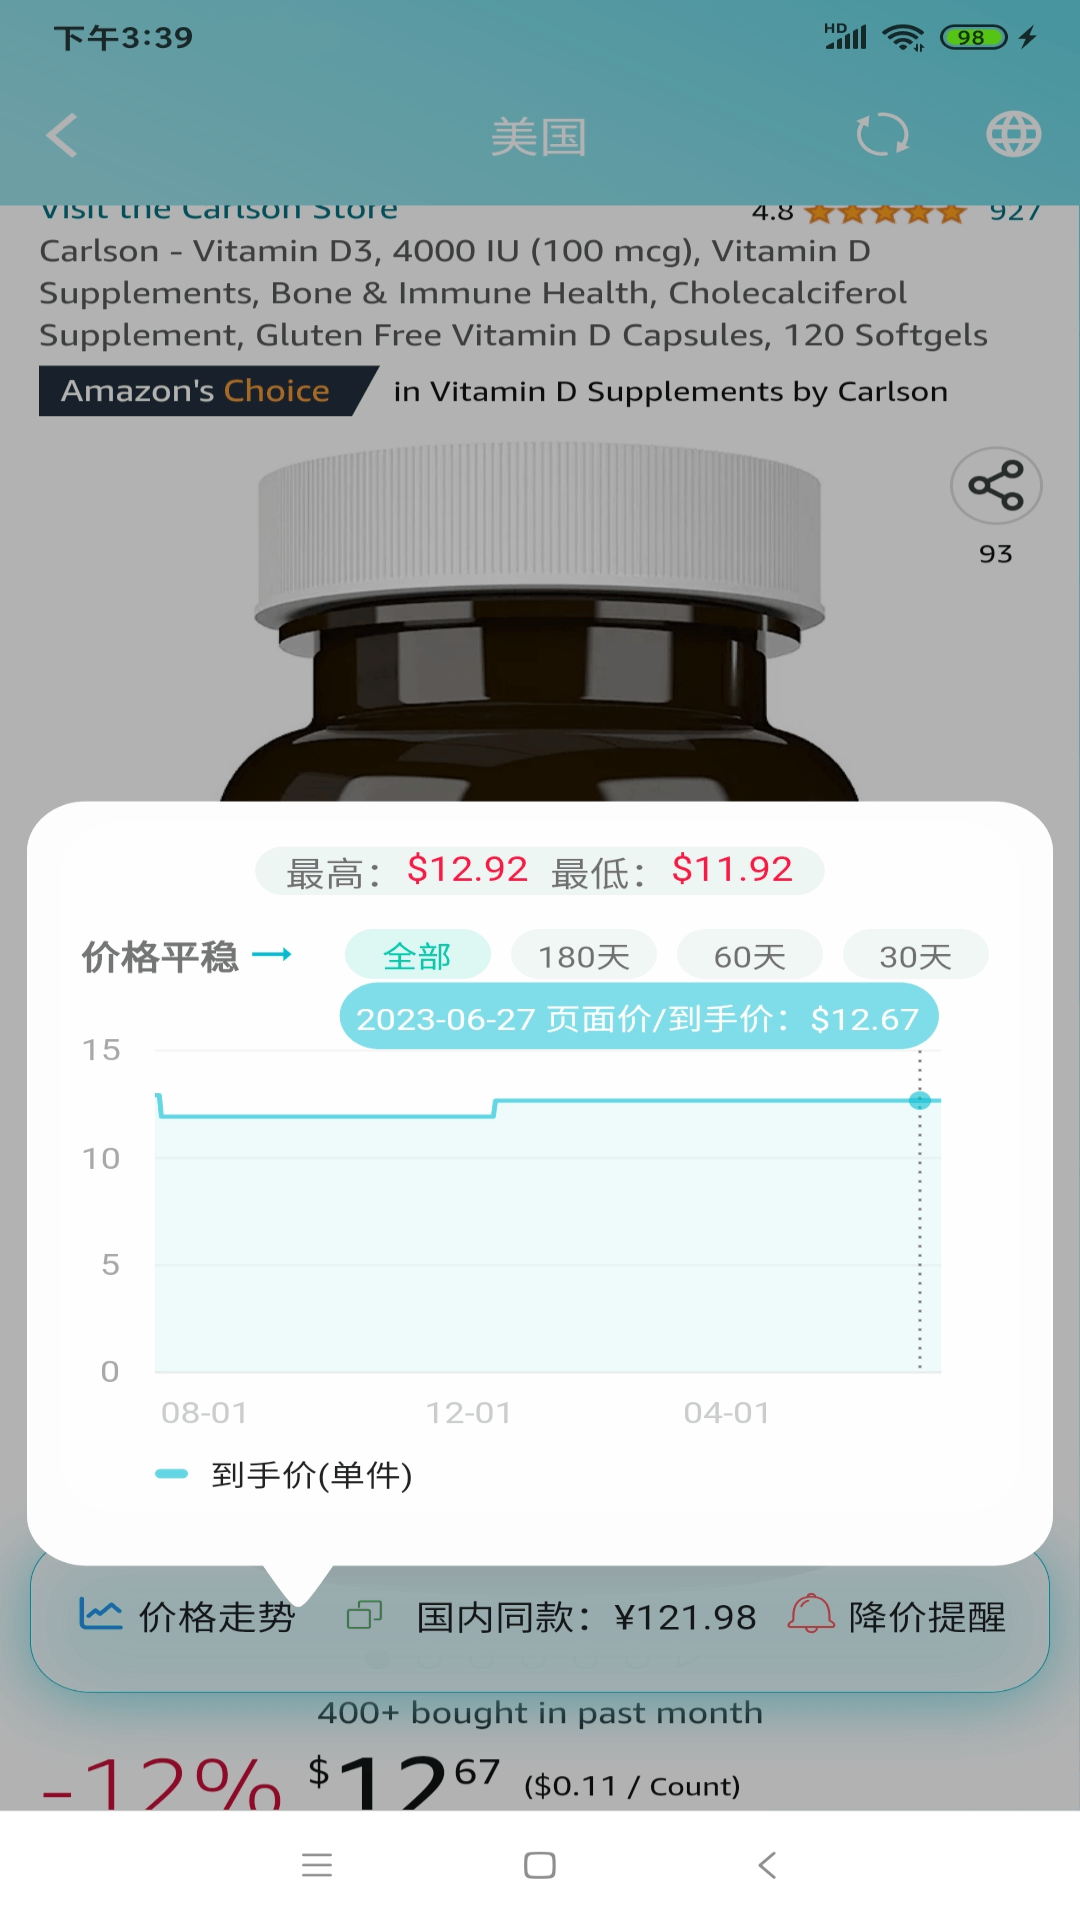 下午3:39
HD
98
美国
Visit the Carlson Store 4.8 927
Carlson - Vitamin D3, 4000 IU (100 mcg), Vitamin D
Supplements, Bone & Immune Health, Cholecalciferol
Supplement, Gluten Free Vitamin D Capsules, 120 Softgels
Amazon's Choice in Vitamin D Supplements by Carlson
93
最高： $12.92 最低： $11.92
价格平稳 全部 180天 60天 30天
2023-06-27 页面价/到手价：$12.67
15
10
5
0
08-01 12-01 04-01
到手价(单件)
价格走势 国内同款：¥121.98 降价提醒
400+ bought in past month
-12% $12 67 ($0.11 / Count)